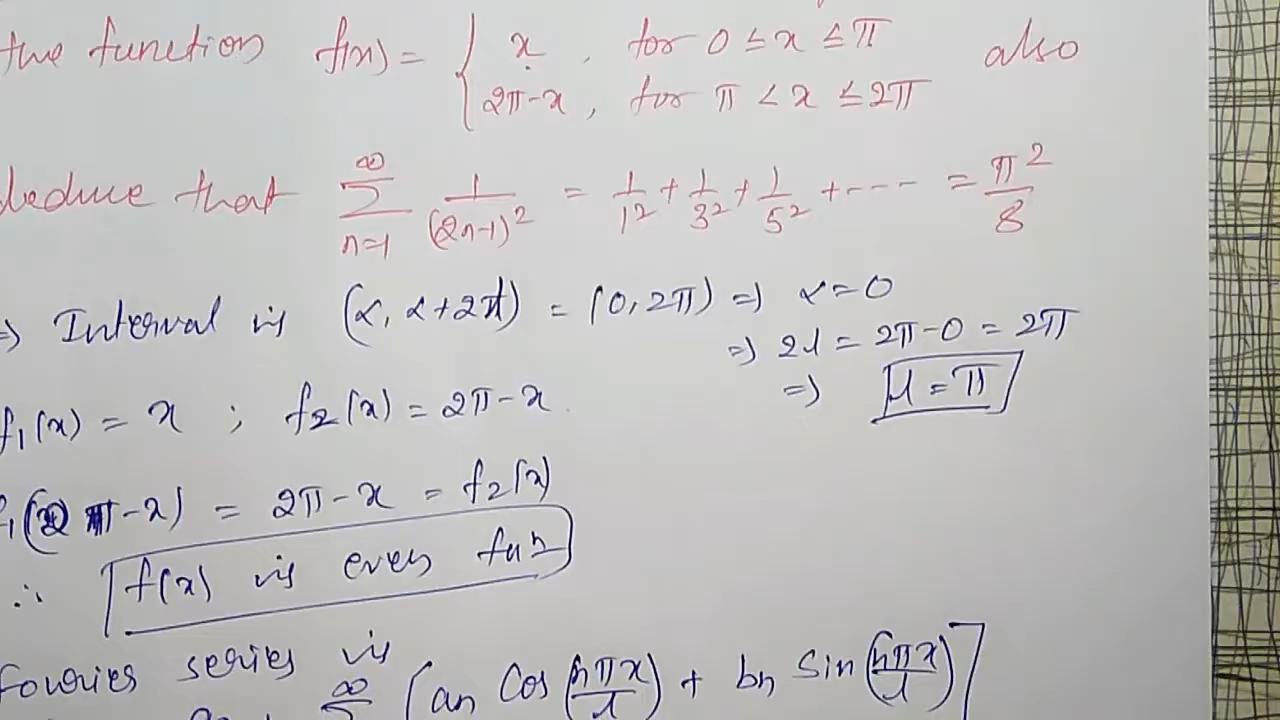 the function f(x) = { x , for 0 ≤ x ≤ π also
2π-x , for π < x ≤ 2π
deduce that ∞ Σ n=1 1/(2n-1)² = 1/1² + 1/3² + 1/5² + --- = π²/8
=> Interval is (α, α+2l) = (0, 2π) => α=0
=> 2l = 2π-0 = 2π
=> l = π
f₁(x) = x ; f₂(x) = 2π-x
f₁(2π-x) = 2π-x = f₂(x)
∴ f(x) is even fuⁿ
Fourier series is
∞ Σ [an Cos(nπx/l) + bn Sin(nπx/l)]